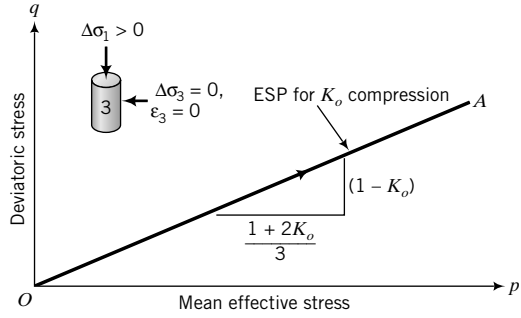 q
Δσ1 > 0
Δσ3 = 0,
ε3 = 0
3
ESP for Ko compression
A
(1 – Ko)
1 + 2Ko
3
Deviatoric stress
O
Mean effective stress
p